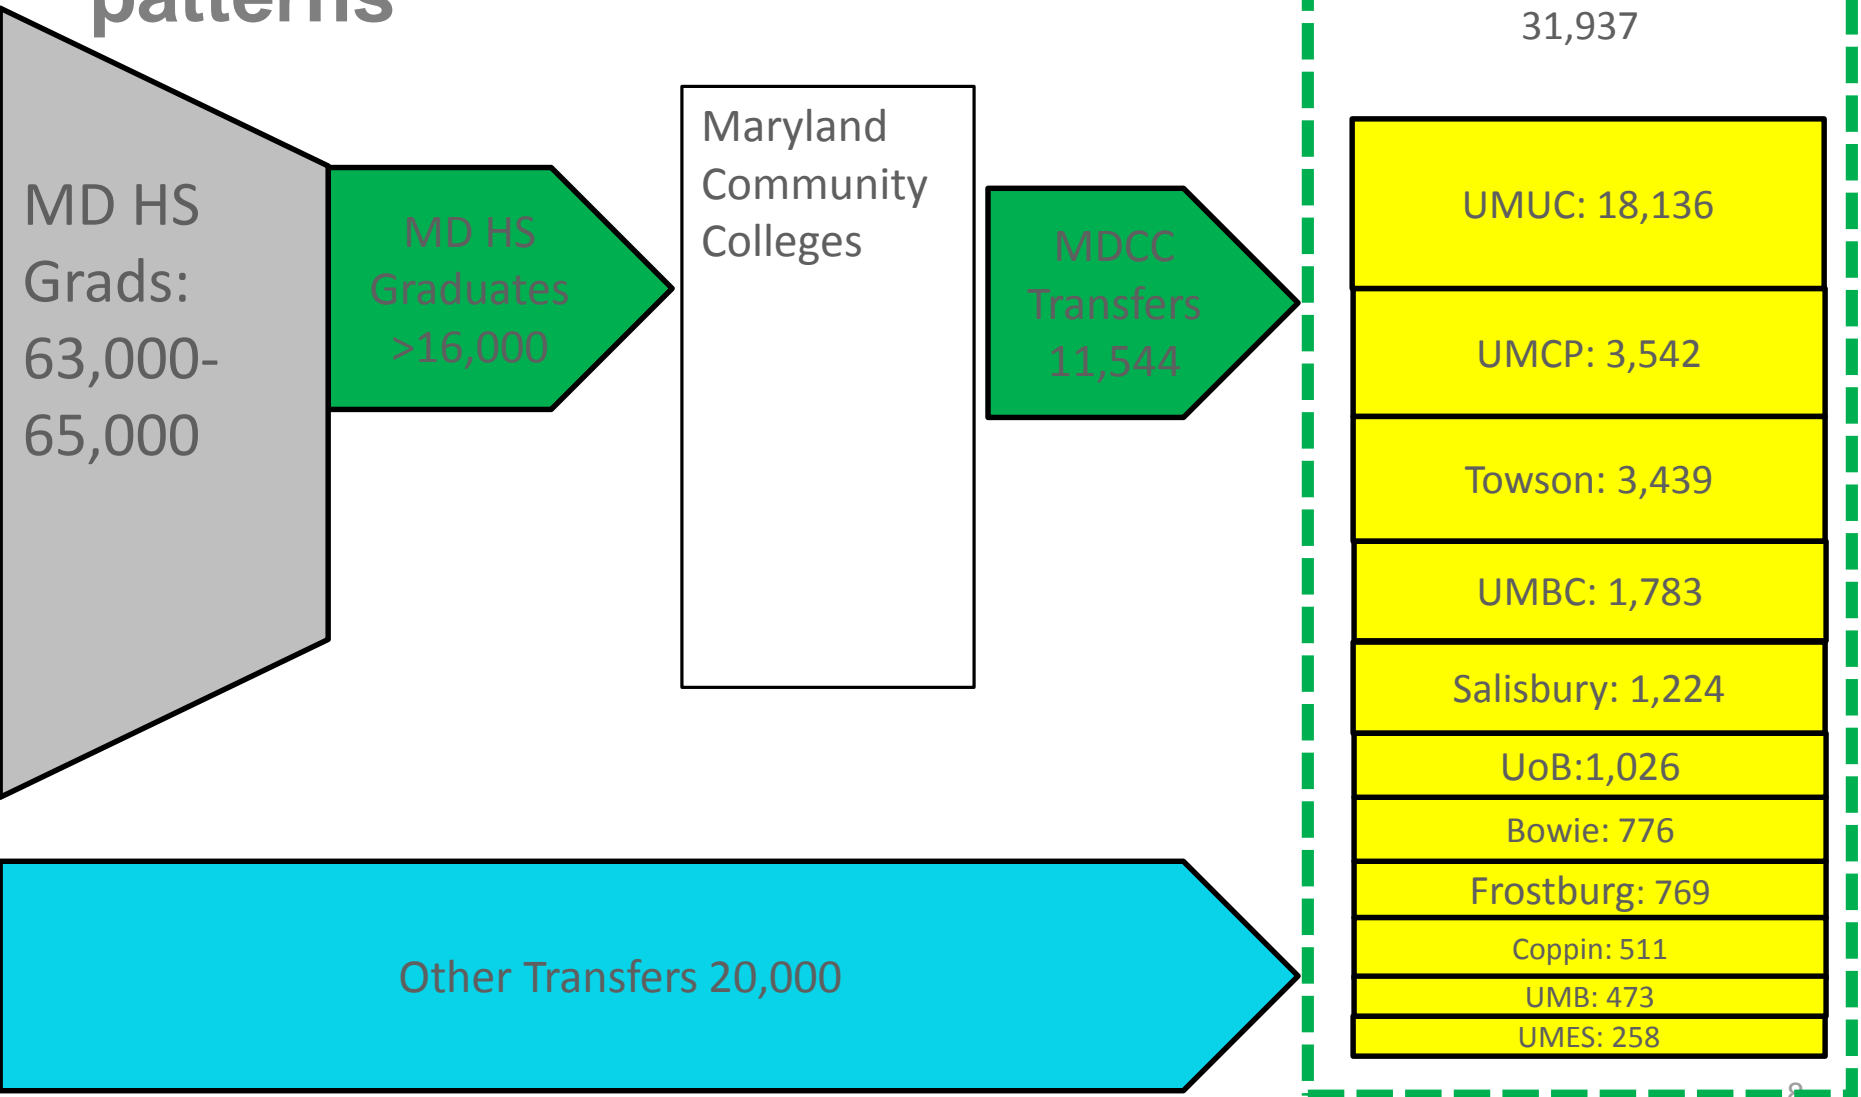 patterns
31,937
MD HS
Grads:
63,000-
65,000
MD HS
Graduates
>16,000
Maryland
Community
Colleges
MDCC
Transfers
11,544
UMUC: 18,136
UMCP: 3,542
Towson: 3,439
UMBC: 1,783
Salisbury: 1,224
UoB:1,026
Bowie: 776
Frostburg: 769
Coppin: 511
UMB: 473
UMES: 258
Other Transfers 20,000